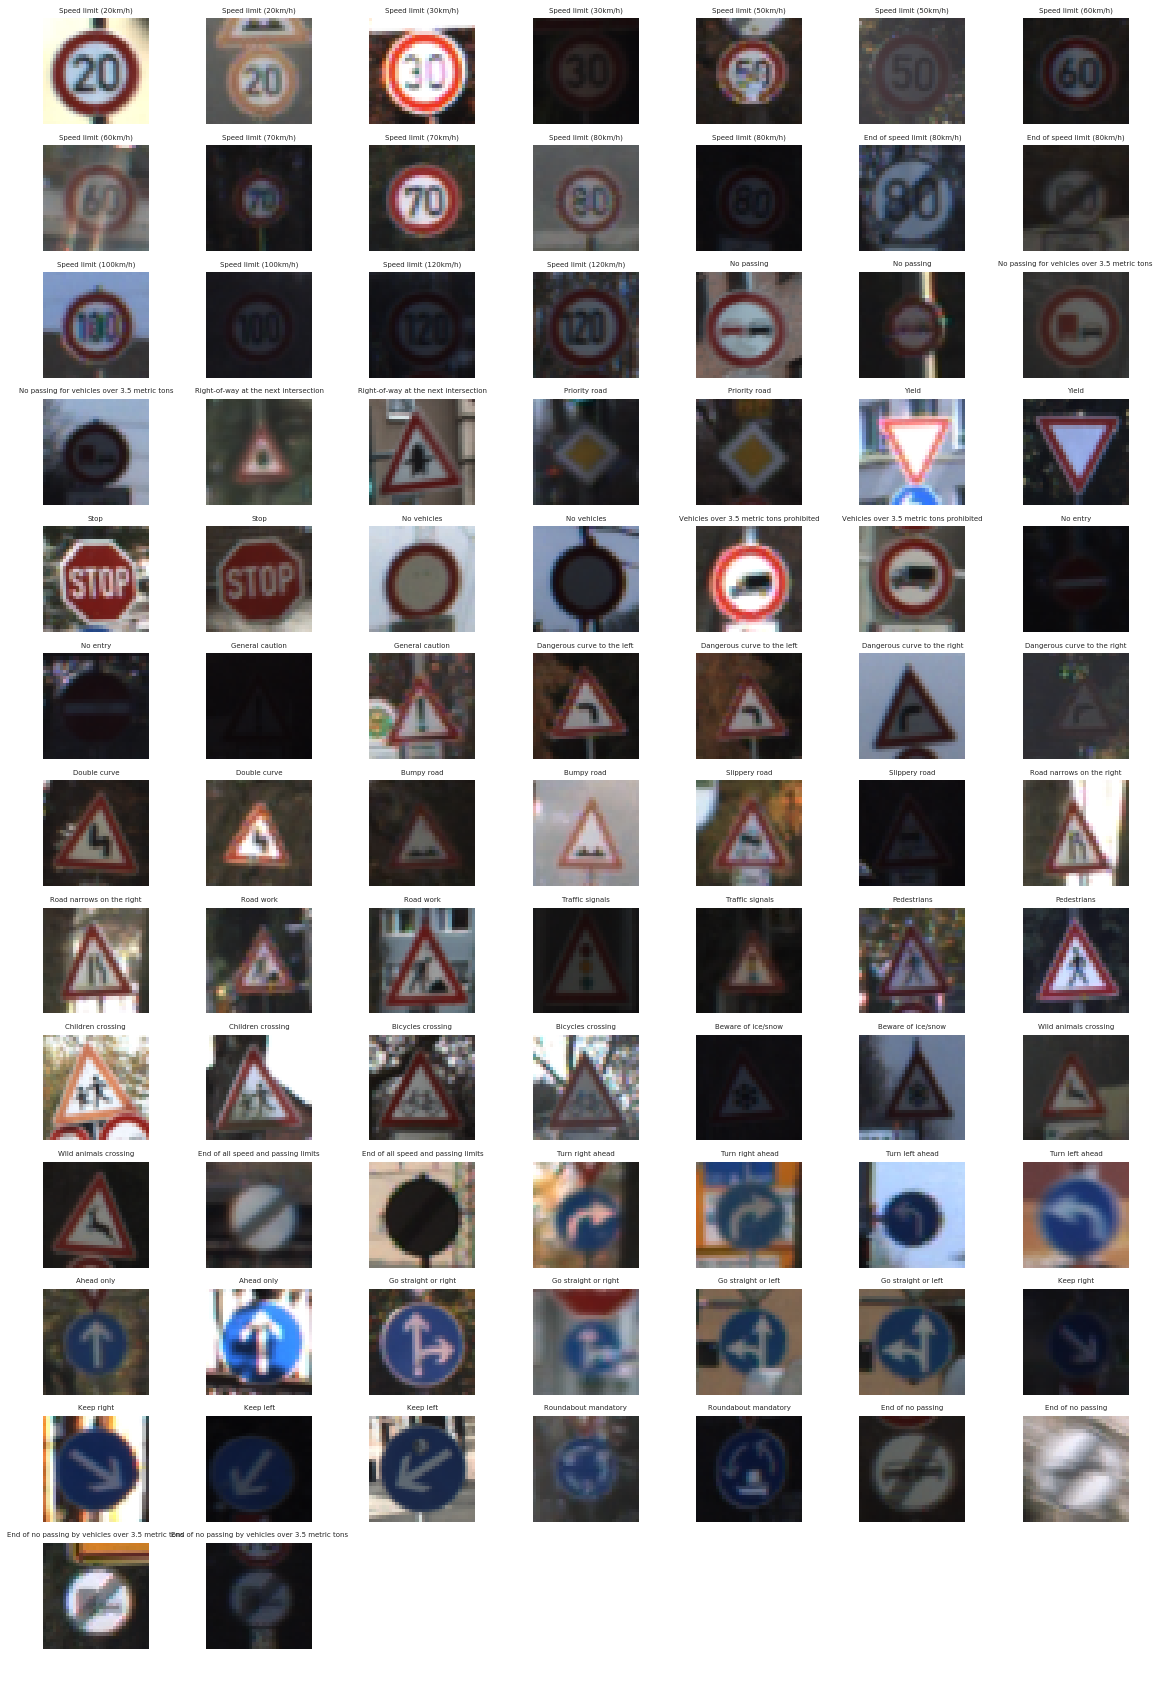 Speed limit (20km/h)
Speed limit (20km/h)
Speed limit (30km/h)
Speed limit (30km/h)
Speed limit (50km/h)
Speed limit (50km/h)
Speed limit (60km/h)
20
20
30
30
50
50
60
Speed limit (60km/h)
Speed limit (70km/h)
Speed limit (70km/h)
Speed limit (80km/h)
Speed limit (80km/h)
End of speed limit (80km/h)
End of speed limit (80km/h)
60
70
70
80
80
80
80
Speed limit (100km/h)
Speed limit (100km/h)
Speed limit (120km/h)
Speed limit (120km/h)
No passing
No passing
No passing for vehicles over 3.5 metric tons
100
100
120
120
No passing for vehicles over 3.5 metric tons
Right-of-way at the next intersection
Right-of-way at the next intersection
Priority road
Priority road
Yield
Yield
Stop
Stop
No vehicles
No vehicles
Vehicles over 3.5 metric tons prohibited
Vehicles over 3.5 metric tons prohibited
No entry
STOP
STOP
No entry
General caution
General caution
Dangerous curve to the left
Dangerous curve to the left
Dangerous curve to the right
Dangerous curve to the right
Double curve
Double curve
Bumpy road
Bumpy road
Slippery road
Slippery road
Road narrows on the right
Road narrows on the right
Road work
Road work
Traffic signals
Traffic signals
Pedestrians
Pedestrians
Children crossing
Children crossing
Bicycles crossing
Bicycles crossing
Beware of ice/snow
Beware of ice/snow
Wild animals crossing
Wild animals crossing
End of all speed and passing limits
End of all speed and passing limits
Turn right ahead
Turn right ahead
Turn left ahead
Turn left ahead
Ahead only
Ahead only
Go straight or right
Go straight or right
Go straight or left
Go straight or left
Keep right
Keep right
Keep left
Keep left
Roundabout mandatory
Roundabout mandatory
End of no passing
End of no passing
End of no passing by vehicles over 3.5 metric tons
End of no passing by vehicles over 3.5 metric tons